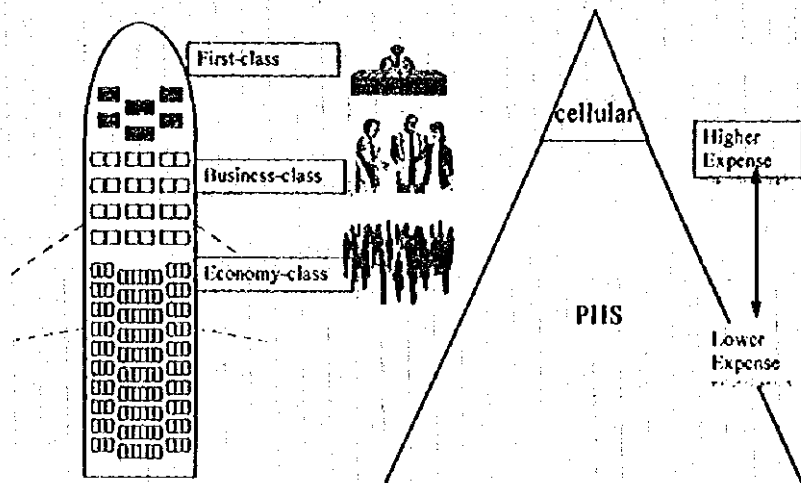 First-class
Business-class
Economy-class
cellular
PHS
Higher
Expense
Lower
Expense